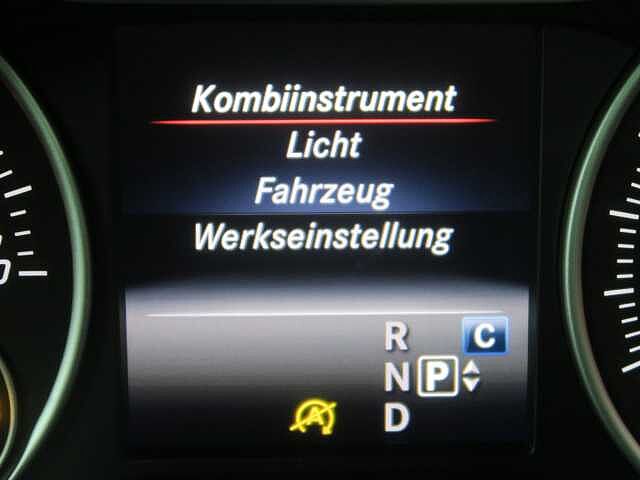 Kombiinstrument
Licht
Fahrzeug
Werkseinstellung
R C
N P
A D